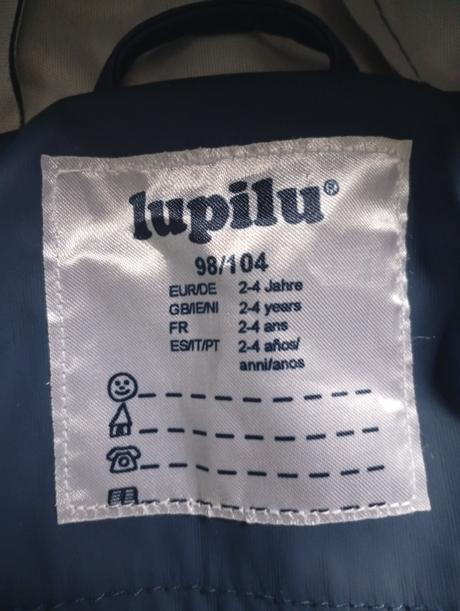 lupilu®
98/104
EUR/DE 2-4 Jahre
GB/IE/NI 2-4 years
FR 2-4 ans
ES/IT/PT 2-4 años/
anni/anos